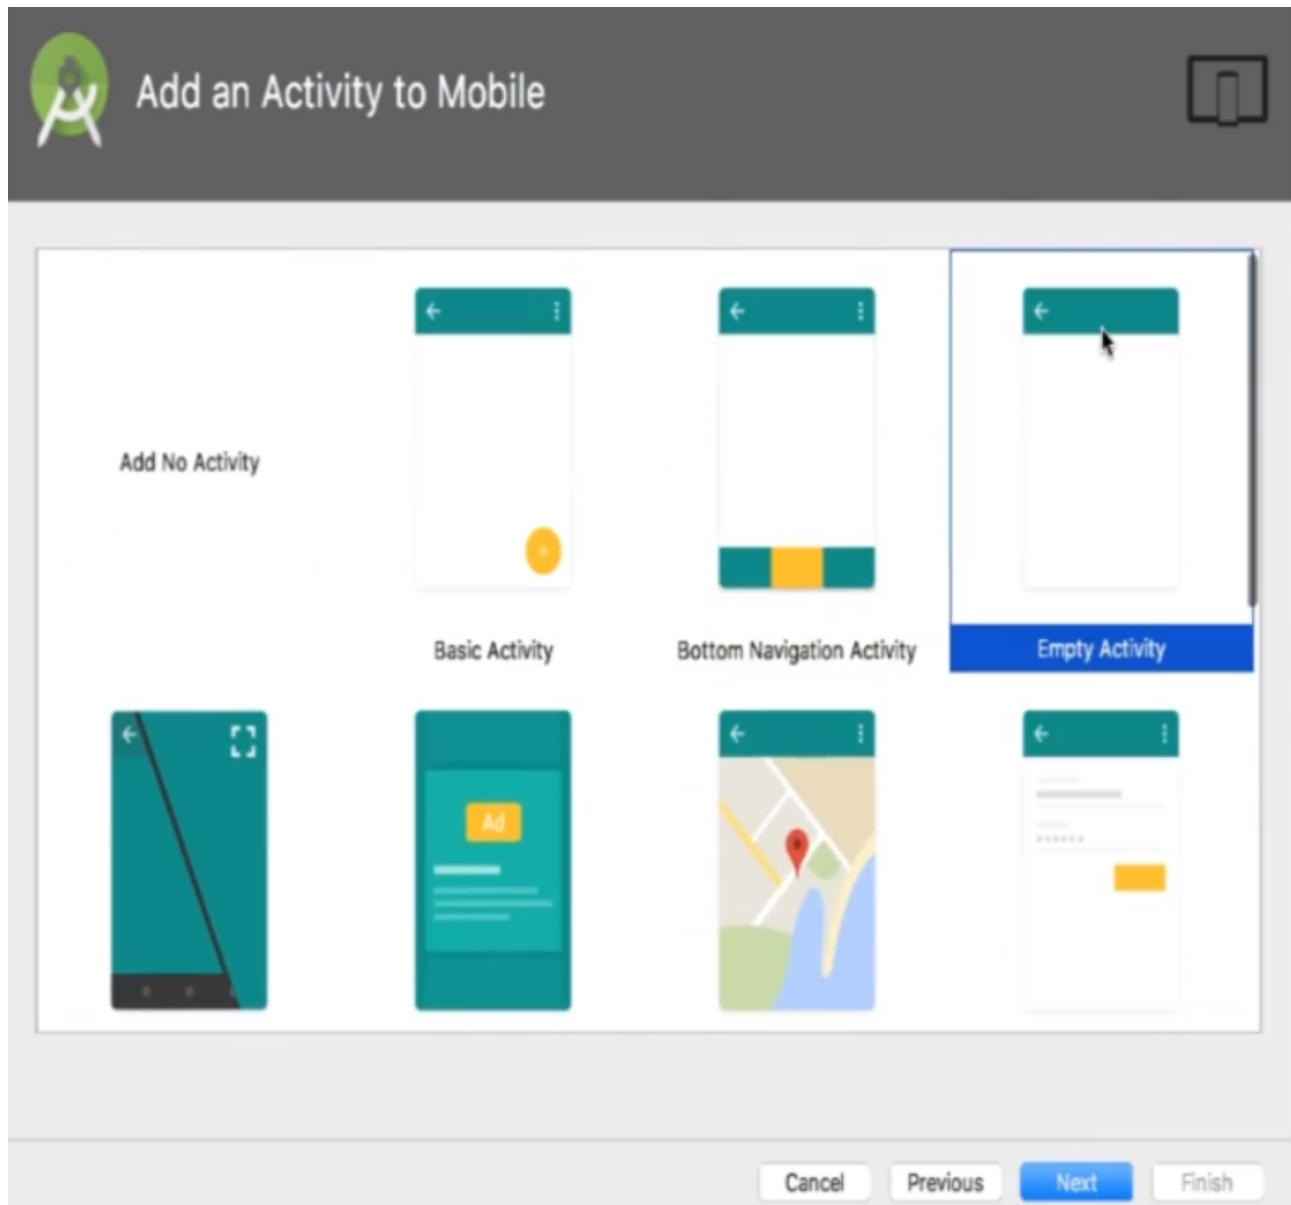 Add an Activity to Mobile
Add No Activity
Basic Activity
Bottom Navigation Activity
Empty Activity
Ad
Cancel
Previous
Next
Finish